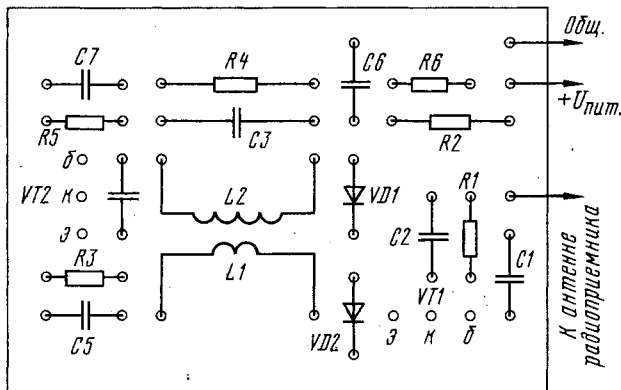 Общ.
C7
R4
C6
R6
+Uпит.
R5
C3
R2
б
VT2
к
L2
VD1
R1
э
C2
C1
R3
L1
VT1
C5
VD2
э
к
б
К антенне
радиоприемника